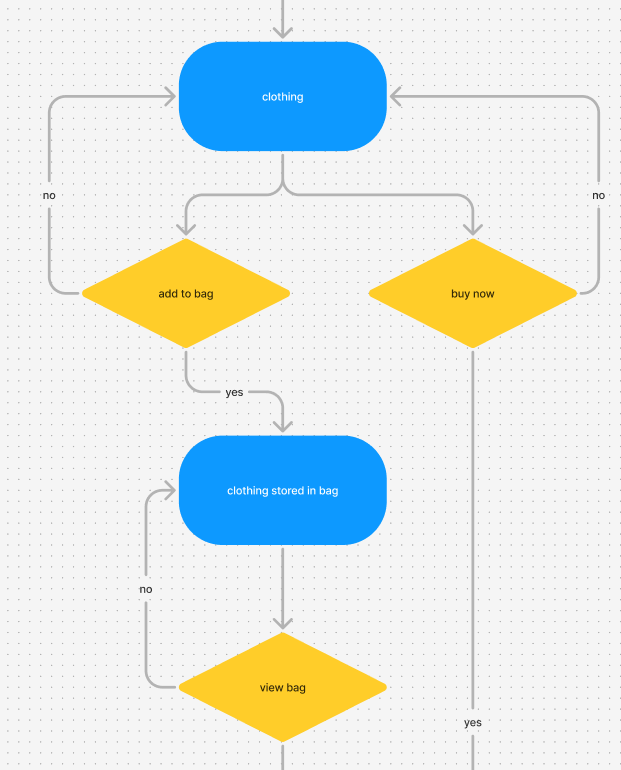 clothing
no
no
add to bag
buy now
yes
clothing stored in bag
no
view bag
yes